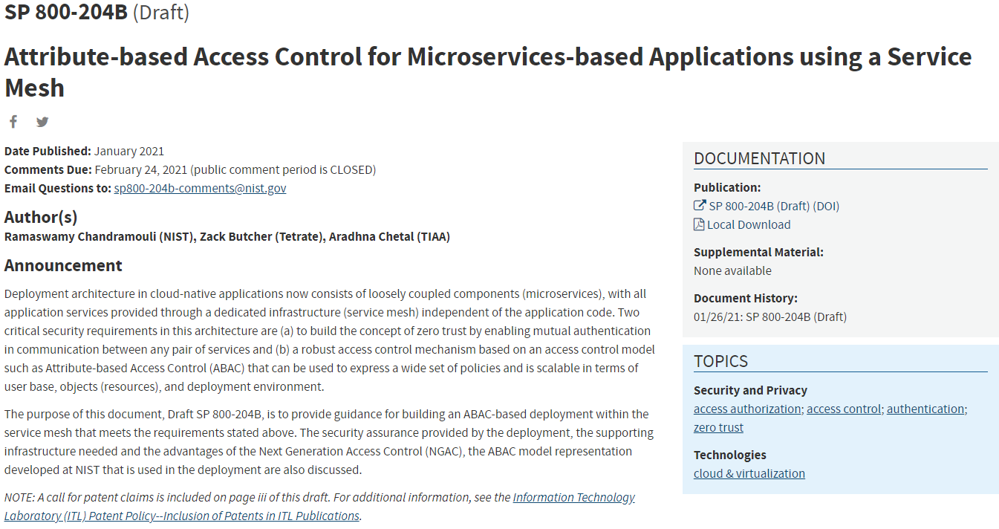 SP 800-204B (Draft)
Attribute-based Access Control for Microservices-based Applications using a Service
Mesh
Date Published: January 2021
Comments Due: February 24, 2021 (public comment period is CLOSED)
Email Questions to: sp800-204b-comments@nist.gov
Author(s)
Ramaswamy Chandramouli (NIST), Zack Butcher (Tetrate), Aradhna Chetal (TIAA)
Announcement
Deployment architecture in cloud-native applications now consists of loosely coupled components (microservices), with all
application services provided through a dedicated infrastructure (service mesh) independent of the application code. Two
critical security requirements in this architecture are (a) to build the concept of zero trust by enabling mutual authentication
in communication between any pair of services and (b) a robust access control mechanism based on an access control model
such as Attribute-based Access Control (ABAC) that can be used to express a wide set of policies and is scalable in terms of
user base, objects (resources), and deployment environment.
The purpose of this document, Draft SP 800-204B, is to provide guidance for building an ABAC-based deployment within the
service mesh that meets the requirements stated above. The security assurance provided by the deployment, the supporting
infrastructure needed and the advantages of the Next Generation Access Control (NGAC), the ABAC model representation
developed at NIST that is used in the deployment are also discussed.
NOTE: A call for patent claims is included on page iii of this draft. For additional information, see the Information Technology
Laboratory (ITL) Patent Policy--Inclusion of Patents in ITL Publications.
DOCUMENTATION
Publication:
SP 800-204B (Draft) (DOI)
Local Download
Supplemental Material:
None available
Document History:
01/26/21: SP 800-204B (Draft)
TOPICS
Security and Privacy
access authorization; access control; authentication;
zero trust
Technologies
cloud & virtualization